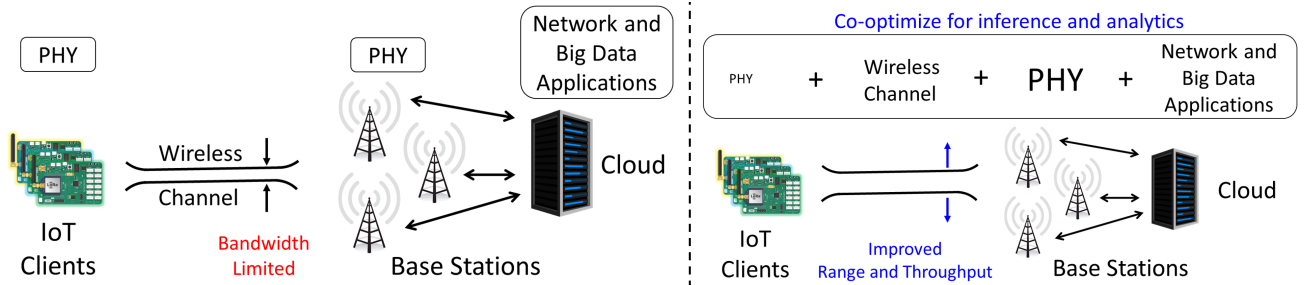 PHY
PHY
Network and
Big Data
Applications
Wireless
Channel
Cloud
IoT
Clients
Bandwidth
Limited
Base Stations
Co-optimize for inference and analytics
PHY
+
Wireless
Channel
+
PHY
+
Network and
Big Data
Applications
Cloud
IoT
Clients
Improved
Range and Throughput
Base Stations